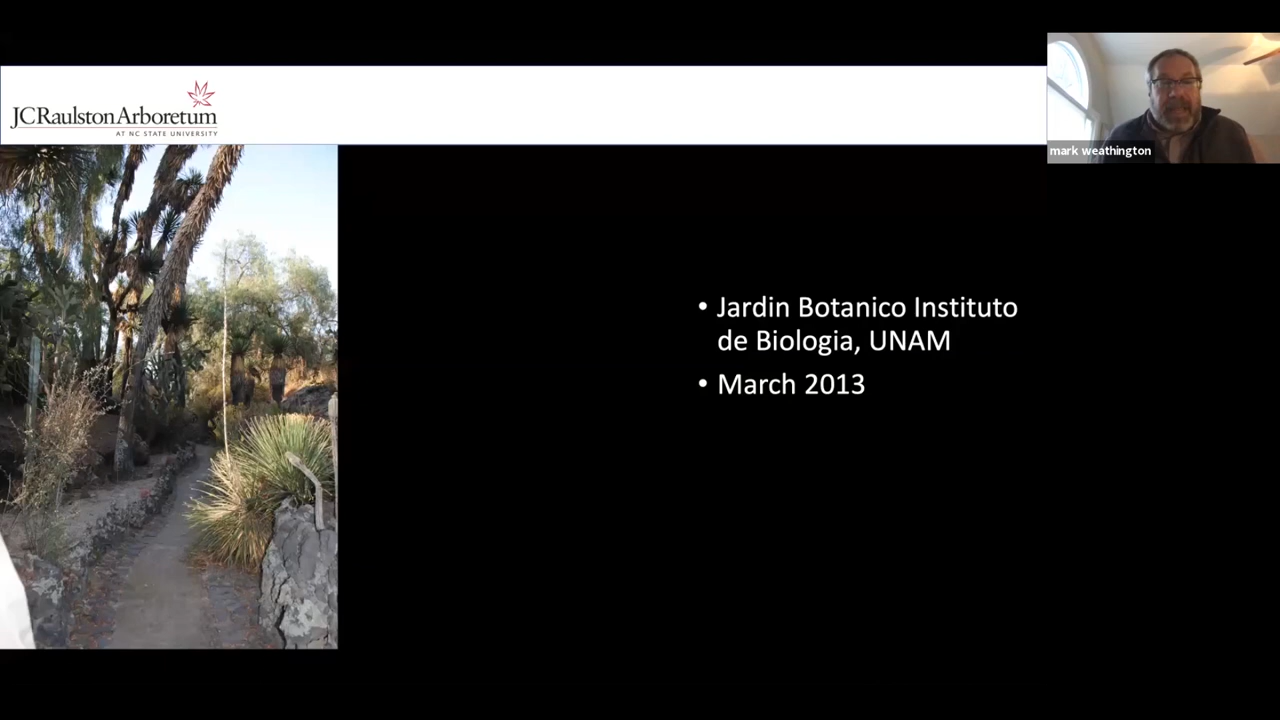 JCRaulston Arboretum
AT NC STATE UNIVERSITY
mark weathington
• Jardin Botanico Instituto
de Biologia, UNAM
• March 2013